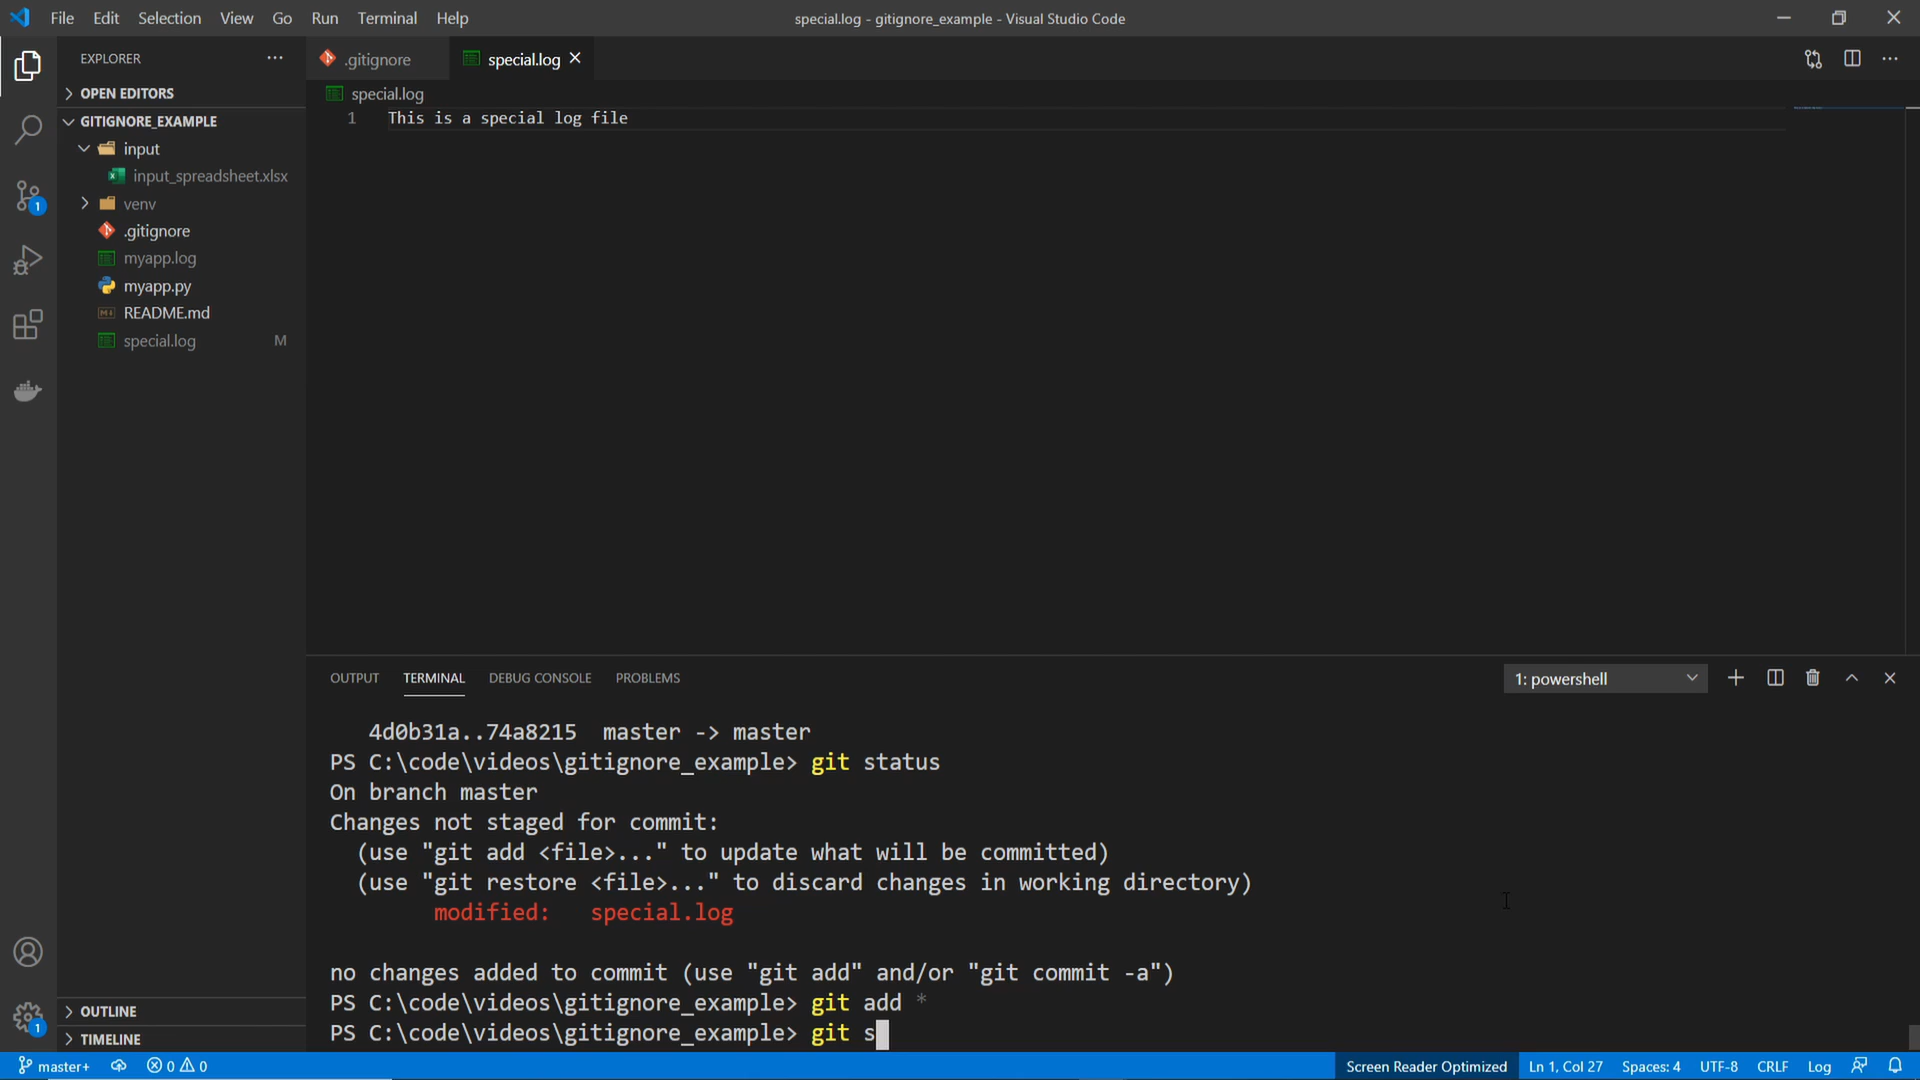 File Edit Selection View Go Run Terminal Help
special.log - gitignore_example - Visual Studio Code
EXPLORER
.gitignore
special.log
OPEN EDITORS
special.log
GITIGNORE_EXAMPLE
1 This is a special log file
input
input_spreadsheet.xlsx
venv
1
.gitignore
myapp.log
myapp.py
README.md
special.log M
OUTPUT TERMINAL DEBUG CONSOLE PROBLEMS
1: powershell
4d0b31a..74a8215 master -> master
PS C:\code\videos\gitignore_example> git status
On branch master
Changes not staged for commit:
(use "git add <file>..." to update what will be committed)
(use "git restore <file>..." to discard changes in working directory)
modified: special.log
no changes added to commit (use "git add" and/or "git commit -a")
PS C:\code\videos\gitignore_example> git add *
PS C:\code\videos\gitignore_example> git s
OUTLINE
1
TIMELINE
master+ 0 0
Screen Reader Optimized Ln 1, Col 27 Spaces: 4 UTF-8 CRLF Log